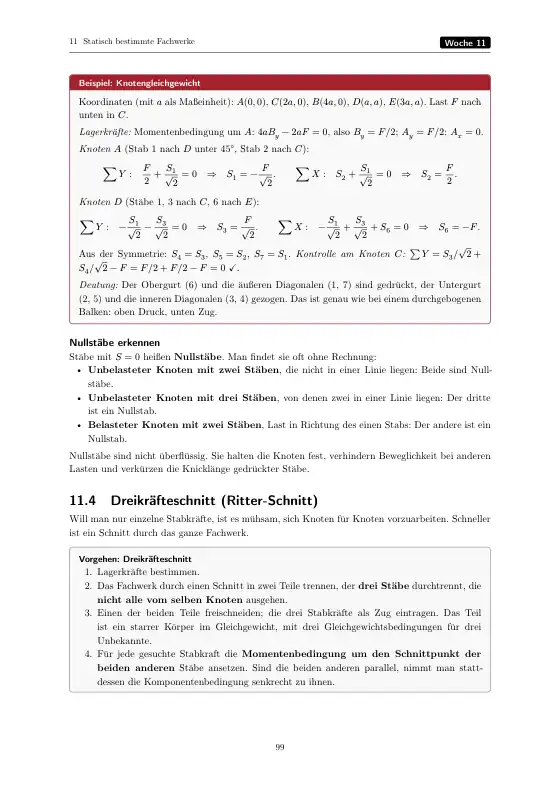 11 Statisch bestimmte Fachwerke
Woche 11
Beispiel: Knotengleichgewicht
Koordinaten (mit a als Maßeinheit): A(0, 0), C(2a, 0), B(4a, 0), D(a, a), E(3a, a). Last F nach
unten in C.
Lagerkräfte: Momentenbedingung um A: 4aB_y − 2aF = 0, also B_y = F/2; A_y = F/2; A_x = 0.
Knoten A (Stab 1 nach D unter 45°, Stab 2 nach C):
∑Y : F/2 + S_1/√2 = 0 ⇒ S_1 = −F/√2. ∑X : S_2 + S_1/√2 = 0 ⇒ S_2 = F/2.
Knoten D (Stäbe 1, 3 nach C, 6 nach E):
∑Y : −S_1/√2 − S_3/√2 = 0 ⇒ S_3 = F/√2. ∑X : −S_1/√2 + S_3/√2 + S_6 = 0 ⇒ S_6 = −F.
Aus der Symmetrie: S_4 = S_3, S_5 = S_2, S_7 = S_1. Kontrolle am Knoten C: ∑Y = S_3/√2 +
S_4/√2 − F = F/2 + F/2 − F = 0 ✓.
Deutung: Der Obergurt (6) und die äußeren Diagonalen (1, 7) sind gedrückt, der Untergurt
(2, 5) und die inneren Diagonalen (3, 4) gezogen. Das ist genau wie bei einem durchgebogenen
Balken: oben Druck, unten Zug.
Nullstäbe erkennen
Stäbe mit S = 0 heißen Nullstäbe. Man findet sie oft ohne Rechnung:
• Unbelasteter Knoten mit zwei Stäben, die nicht in einer Linie liegen: Beide sind Null-
stäbe.
• Unbelasteter Knoten mit drei Stäben, von denen zwei in einer Linie liegen: Der dritte
ist ein Nullstab.
• Belasteter Knoten mit zwei Stäben, Last in Richtung des einen Stabs: Der andere ist ein
Nullstab.
Nullstäbe sind nicht überflüssig. Sie halten die Knoten fest, verhindern Beweglichkeit bei anderen
Lasten und verkürzen die Knicklänge gedrückter Stäbe.
11.4 Dreikräfteschnitt (Ritter-Schnitt)
Will man nur einzelne Stabkräfte, ist es mühsam, sich Knoten für Knoten vorzuarbeiten. Schneller
ist ein Schnitt durch das ganze Fachwerk.
Vorgehen: Dreikräfteschnitt
1. Lagerkräfte bestimmen.
2. Das Fachwerk durch einen Schnitt in zwei Teile trennen, der drei Stäbe durchtrennt, die
nicht alle vom selben Knoten ausgehen.
3. Einen der beiden Teile freischneiden; die drei Stabkräfte als Zug eintragen. Das Teil
ist ein starrer Körper im Gleichgewicht, mit drei Gleichgewichtsbedingungen für drei
Unbekannte.
4. Für jede gesuchte Stabkraft die Momentenbedingung um den Schnittpunkt der
beiden anderen Stäbe ansetzen. Sind die beiden anderen parallel, nimmt man statt-
dessen die Komponentenbedingung senkrecht zu ihnen.
99